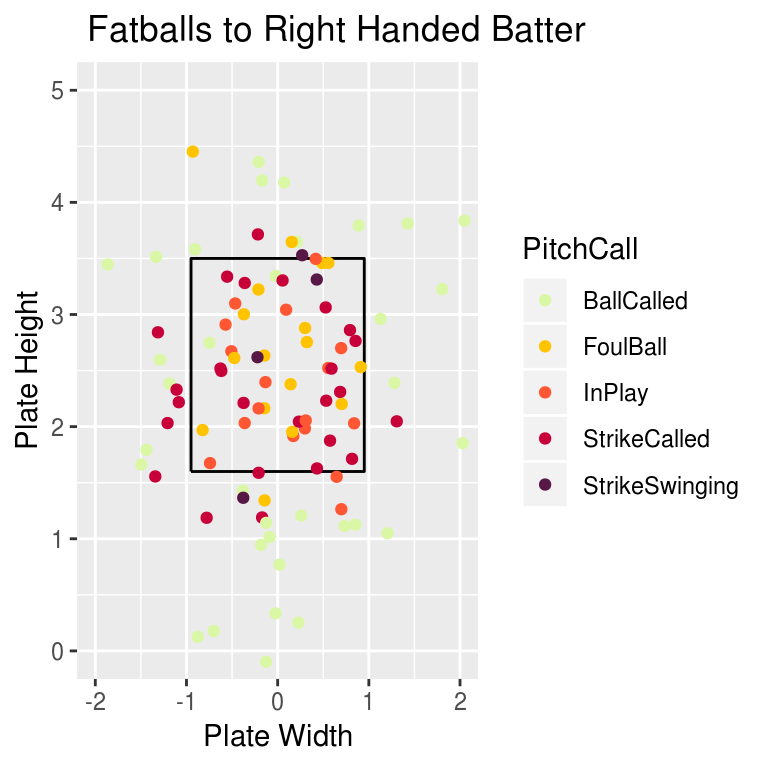 Fatballs to Right Handed Batter
5
4
3
2
1
0
Plate Height
-2 -1 0 1 2
Plate Width
PitchCall
BallCalled
FoulBall
InPlay
StrikeCalled
StrikeSwinging